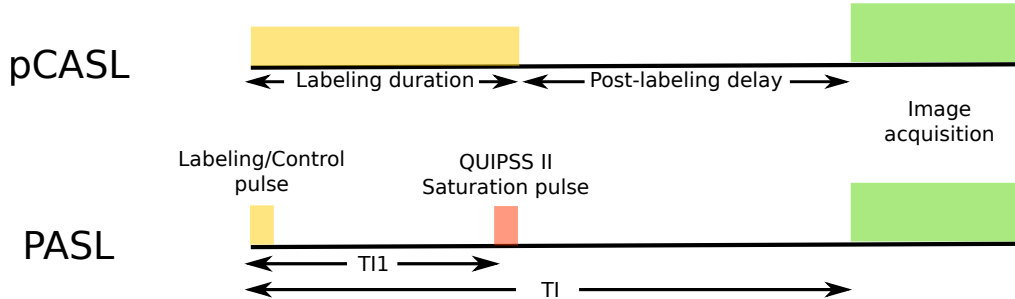 pCASL
Labeling duration
Post-labeling delay
Image
acquisition
Labeling/Control
pulse
QUIPSS II
Saturation pulse
PASL
TI1
TI